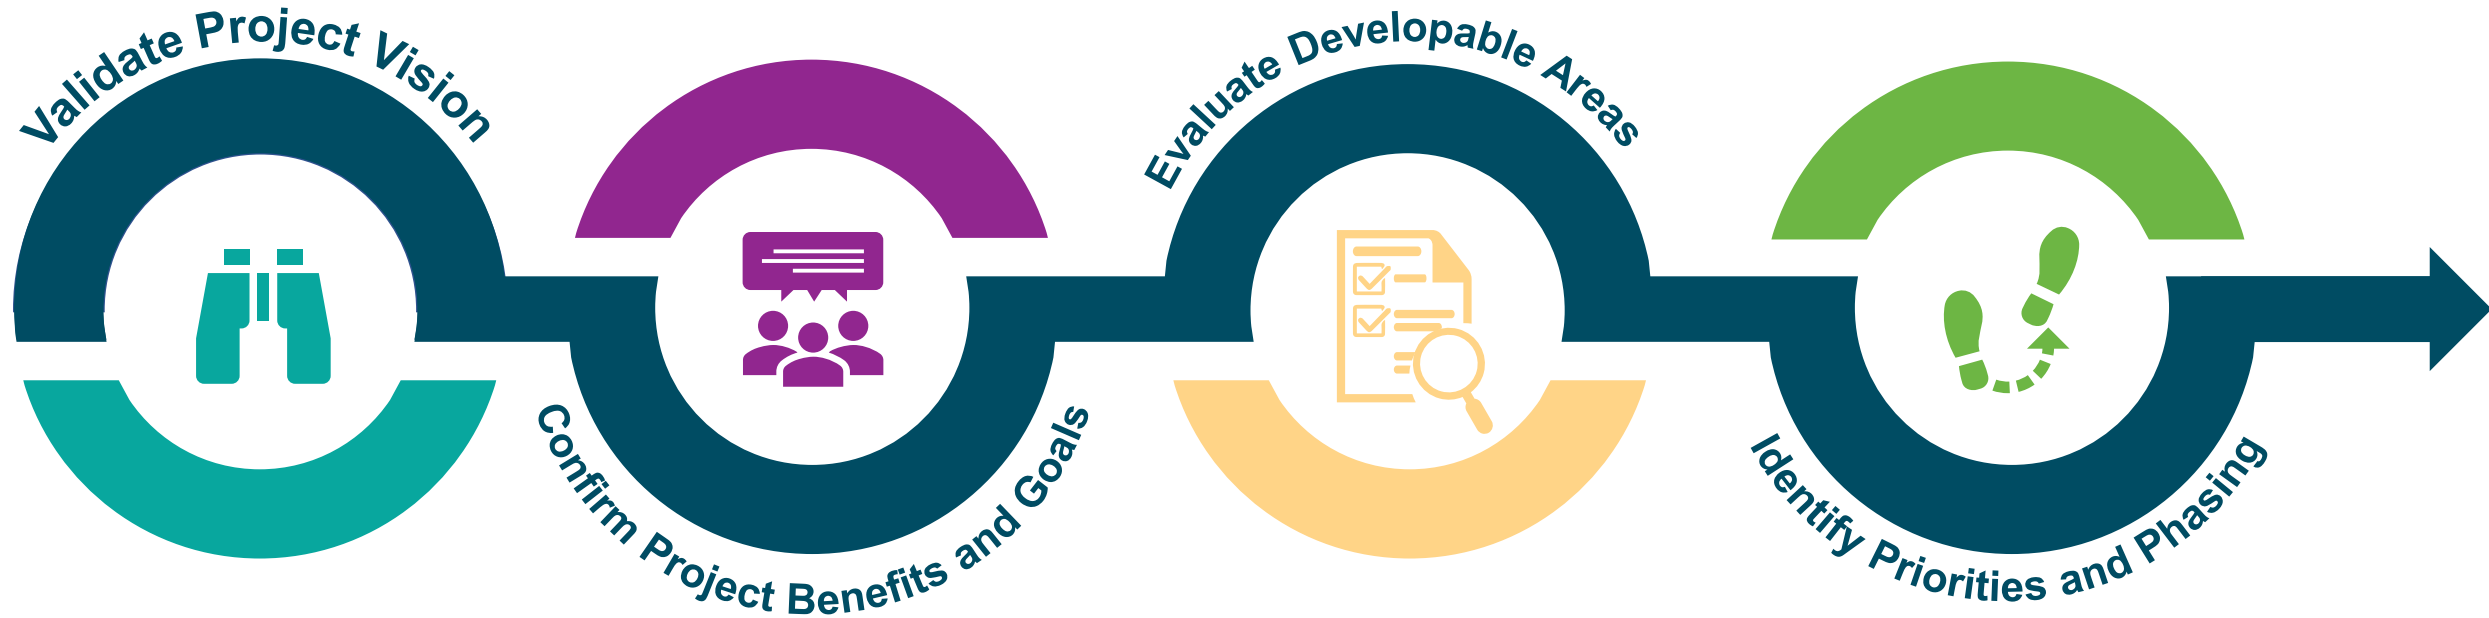 Validate Project Vision
Confirm Project Benefits and Goals
Evaluate Developable Areas
Identify Priorities and Phasing